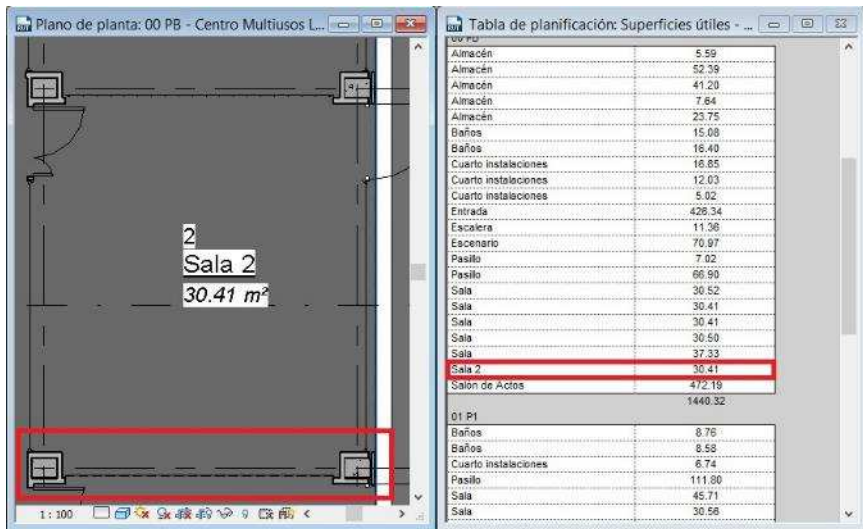 Plano de planta: 00 PB - Centro Multiusos L...
2
Sala 2
30.41 m²
1 : 100
Tabla de planificación: Superficies útiles - ...
Almacén 5.59
Almacén 52.39
Almacén 41.20
Almacén 7.64
Almacén 23.75
Baños 15.08
Baños 16.40
Cuarto instalaciones 16.85
Cuarto instalaciones 12.03
Cuarto instalaciones 5.02
Entrada 426.34
Escalera 11.36
Escenario 70.97
Pasillo 7.02
Pasillo 66.90
Sala 30.52
Sala 30.41
Sala 30.41
Sala 30.50
Sala 37.33
Sala 2 30.41
Salón de Actos 472.19
1440.32
01 P1
Baños 8.76
Baños 8.58
Cuarto instalaciones 6.74
Pasillo 111.80
Sala 45.71
Sala 30.56